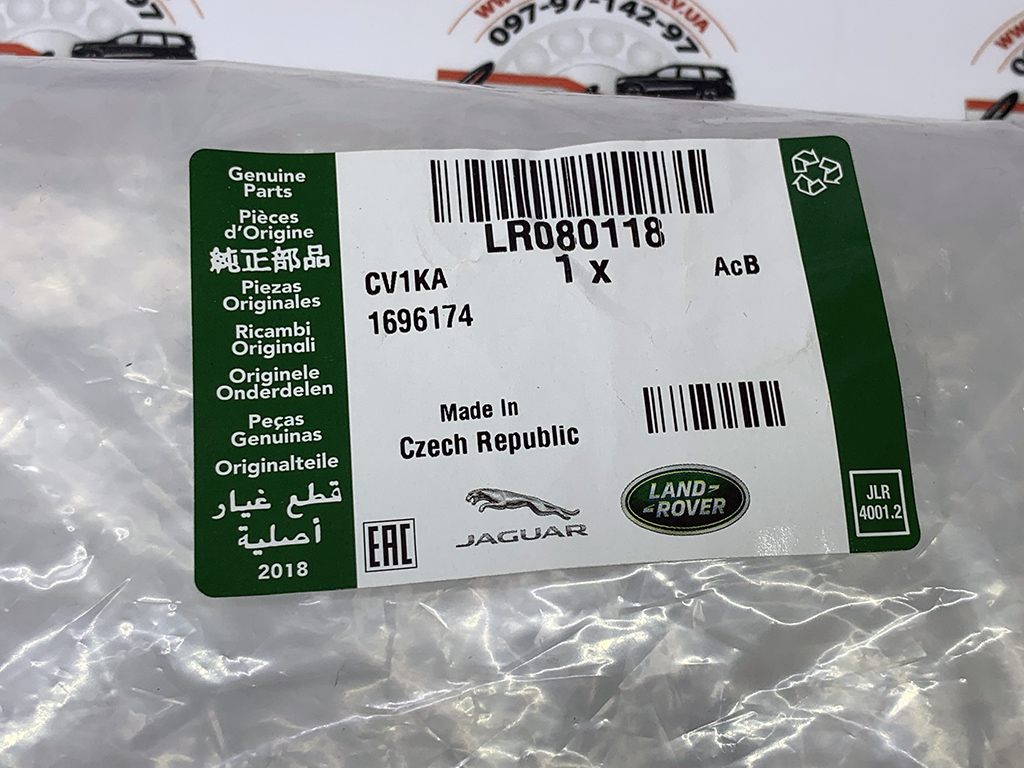 097-97-142-97
Genuine
Parts
Pièces
d'Origine
純正部品
Piezas
Originales
Ricambi
Originali
Originele
Onderdelen
Peças
Genuinas
Originalteile
قطع غيار
أصلية
2018
LR080118
1 x
AcB
CV1KA
1696174
Made In
Czech Republic
EAC
JAGUAR
LAND-
-ROVER
JLR
4001.2